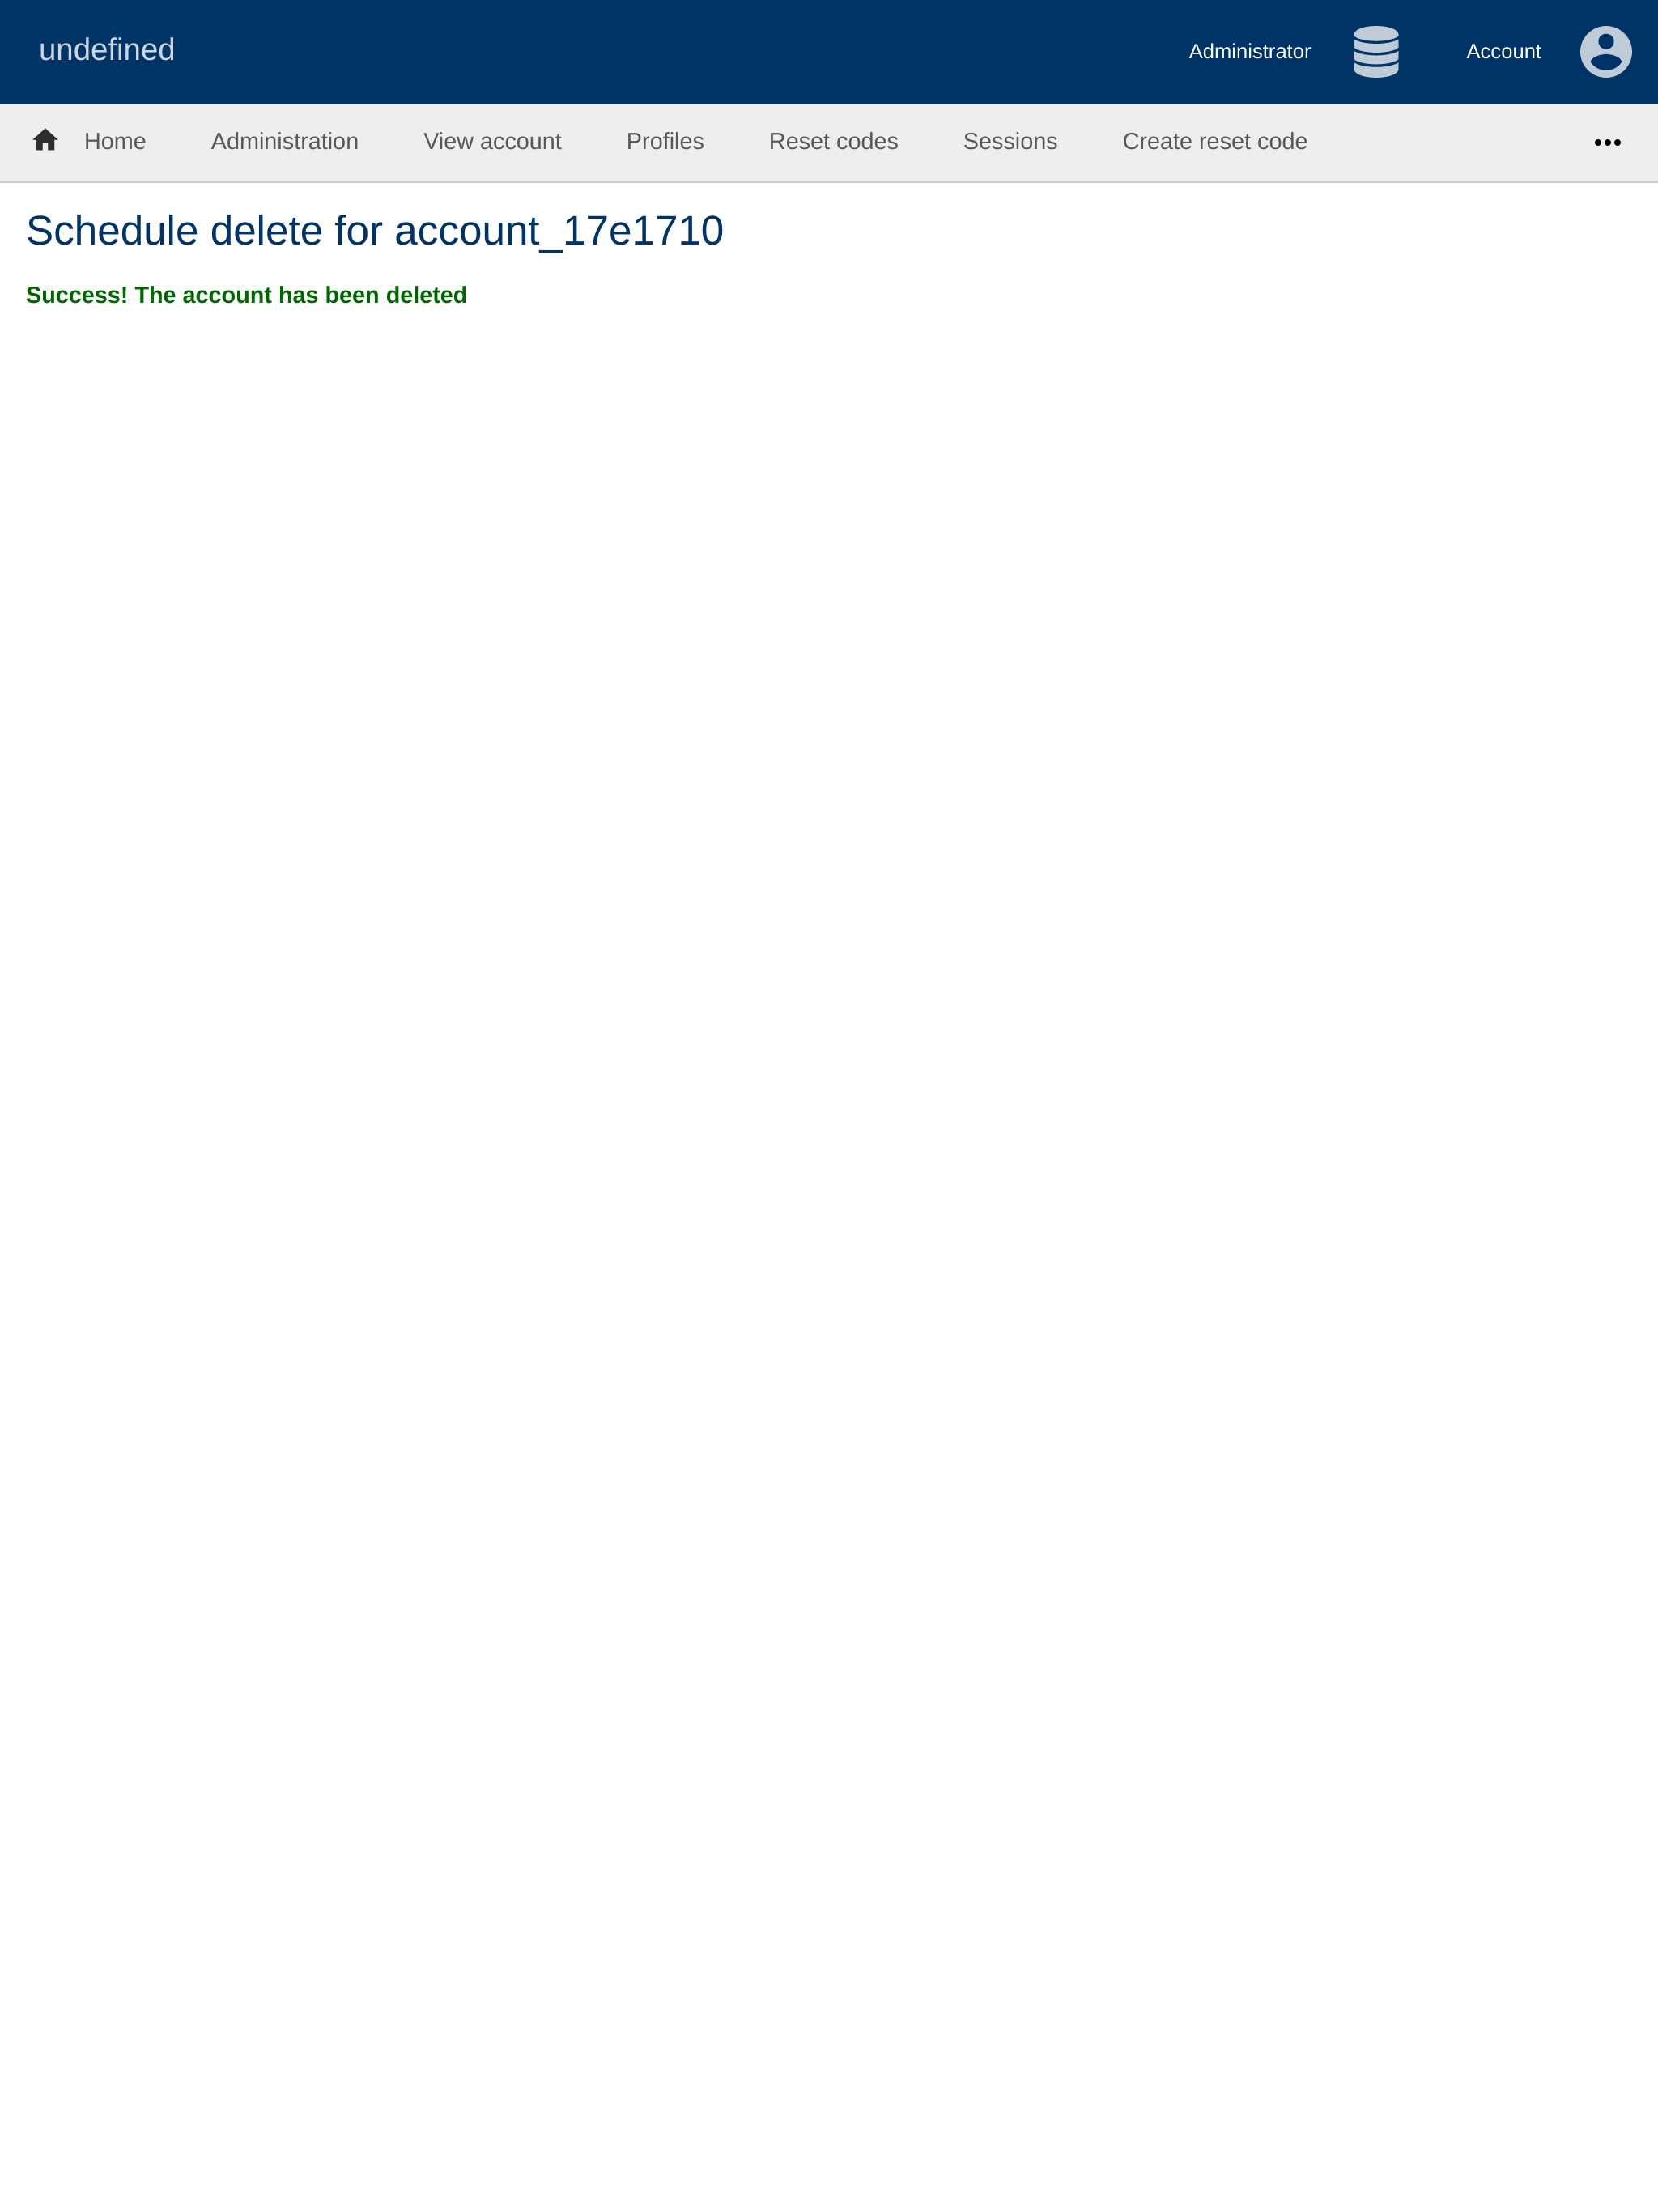 undefined
Administrator
Account
Home
Administration
View account
Profiles
Reset codes
Sessions
Create reset code
Schedule delete for account_17e1710
Success! The account has been deleted